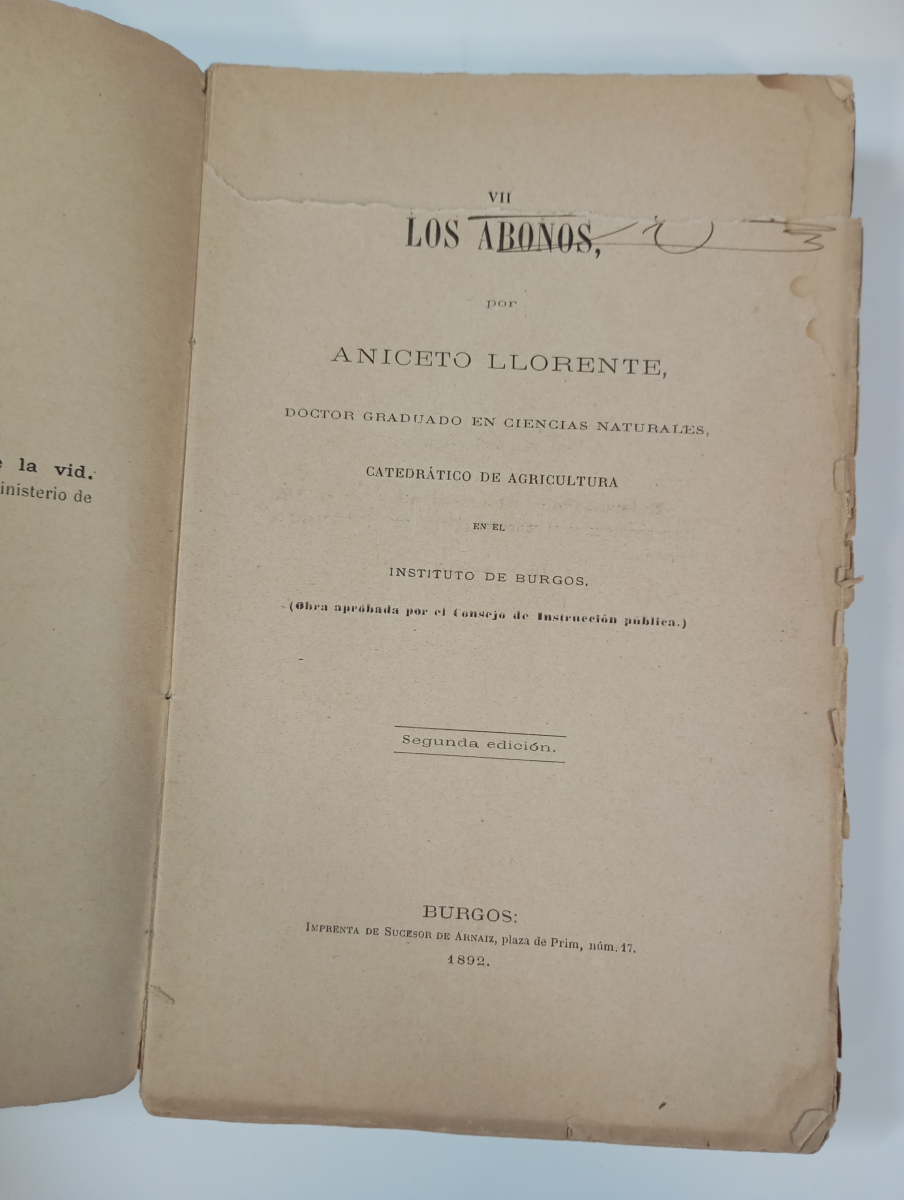 la vid.
inisterio de
VII
LOS ABONOS,
por
ANICETO LLORENTE,
DOCTOR GRADUADO EN CIENCIAS NATURALES,
CATEDRÁTICO DE AGRICULTURA
EN EL
INSTITUTO DE BURGOS.
(Obra aprobada por el Consejo de Instrucción pública.)
Segunda edición.
BURGOS:
IMPRENTA DE SUCESOR DE ARNAIZ, plaza de Prim, núm. 17.
1892.